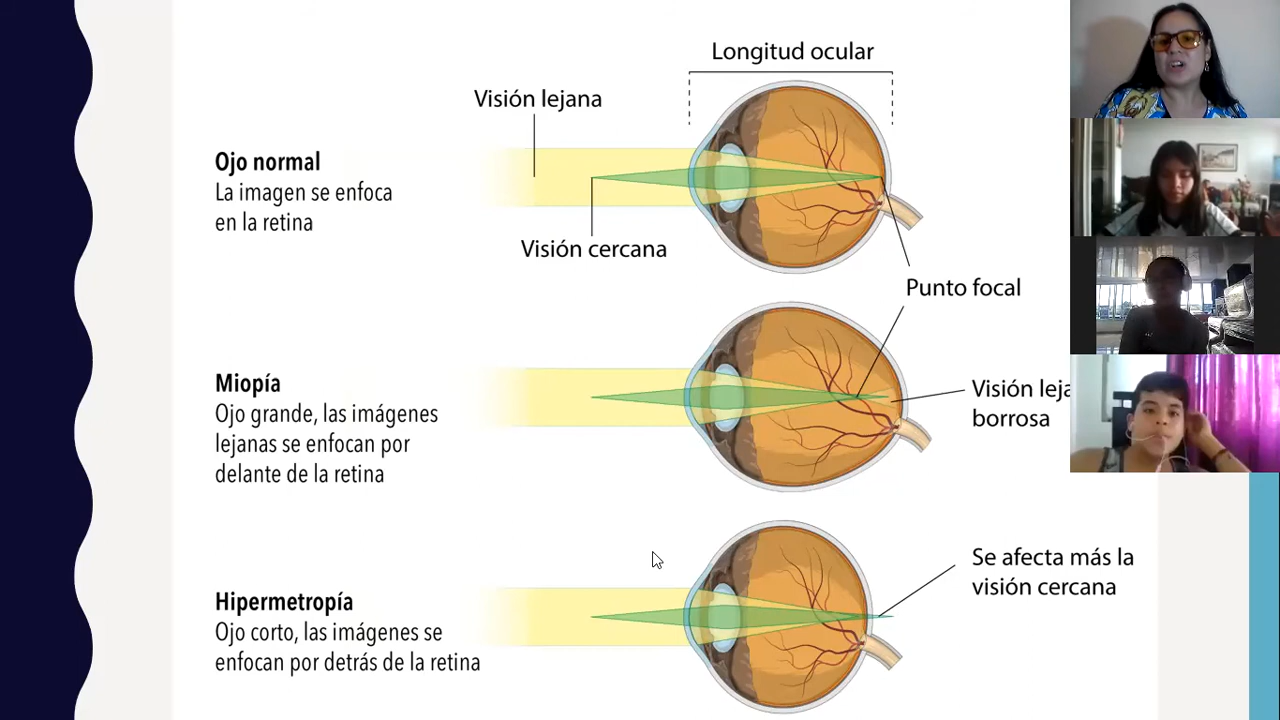 Longitud ocular
Visión lejana
Ojo normal
La imagen se enfoca
en la retina
Visión cercana
Punto focal
Miopía
Ojo grande, las imágenes
lejanas se enfocan por
delante de la retina
Visión
borrosa
Se afecta más la
visión cercana
Hipermetropía
Ojo corto, las imágenes se
enfocan por detrás de la retina